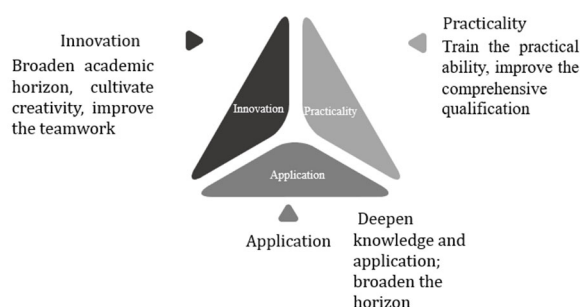 Innovation
Broaden academic
horizon, cultivate
creativity, improve
the teamwork
Innovation
Practicality
Application
Practicality
Train the practical
ability, improve the
comprehensive
qualification
Application
Deepen
knowledge and
application;
broaden the
horizon